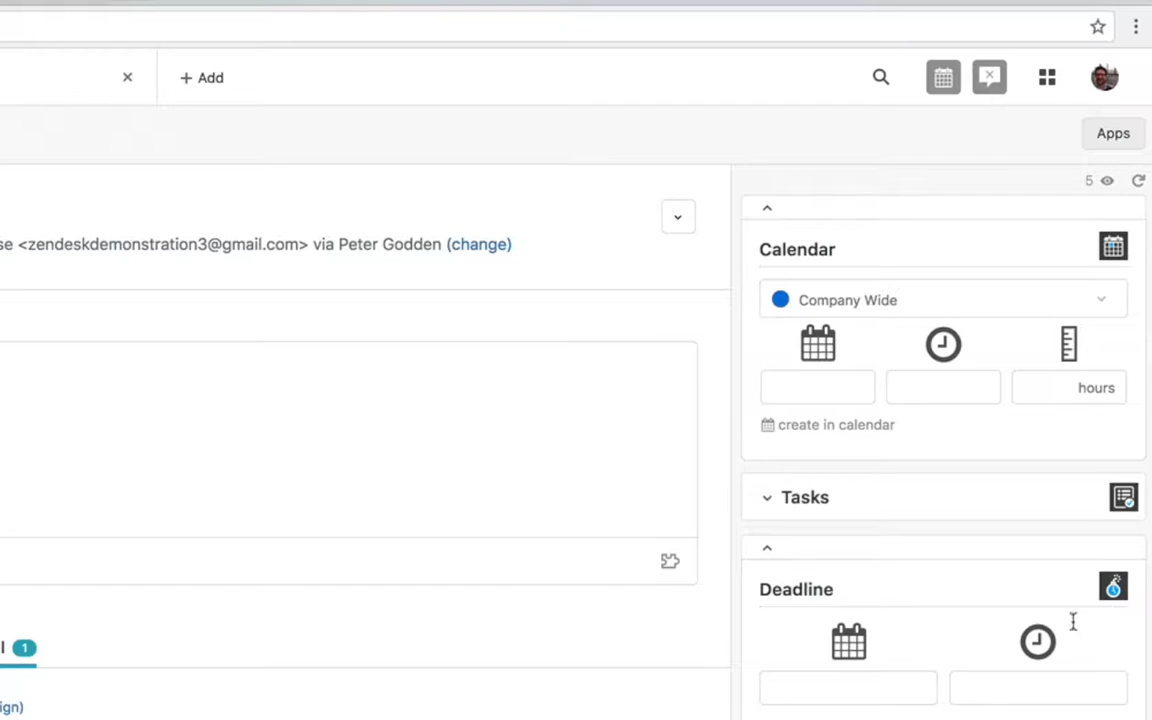 + Add
Apps
5
se <zendeskdemonstration3@gmail.com> via Peter Godden (change)
Calendar
Company Wide
hours
create in calendar
Tasks
Deadline
l 1
ign)